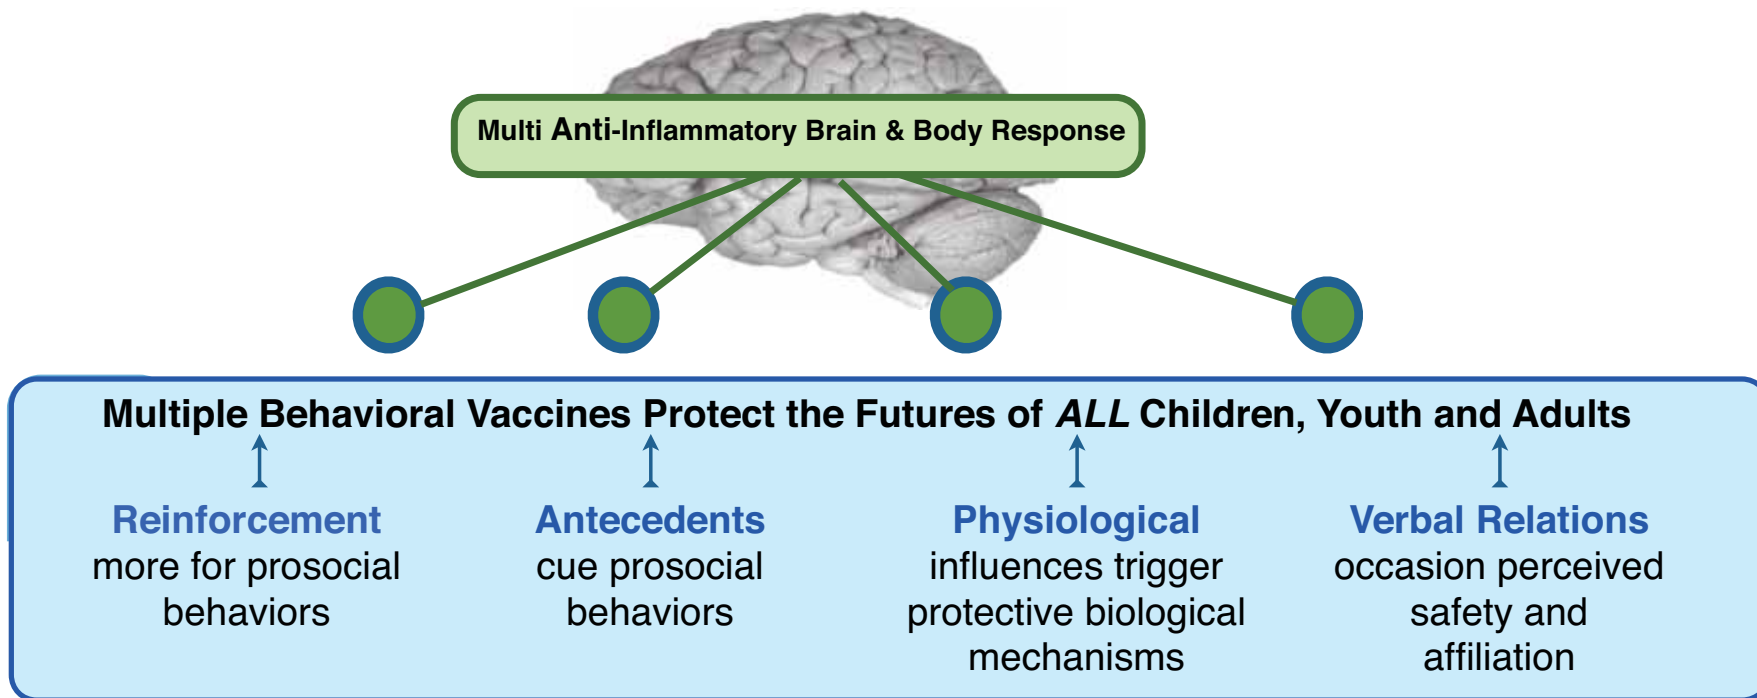 Multi Anti-Inflammatory Brain & Body Response
Multiple Behavioral Vaccines Protect the Futures of ALL Children, Youth and Adults
Reinforcement
more for prosocial
behaviors
Antecedents
cue prosocial
behaviors
Physiological
influences trigger
protective biological
mechanisms
Verbal Relations
occasion perceived
safety and
affiliation